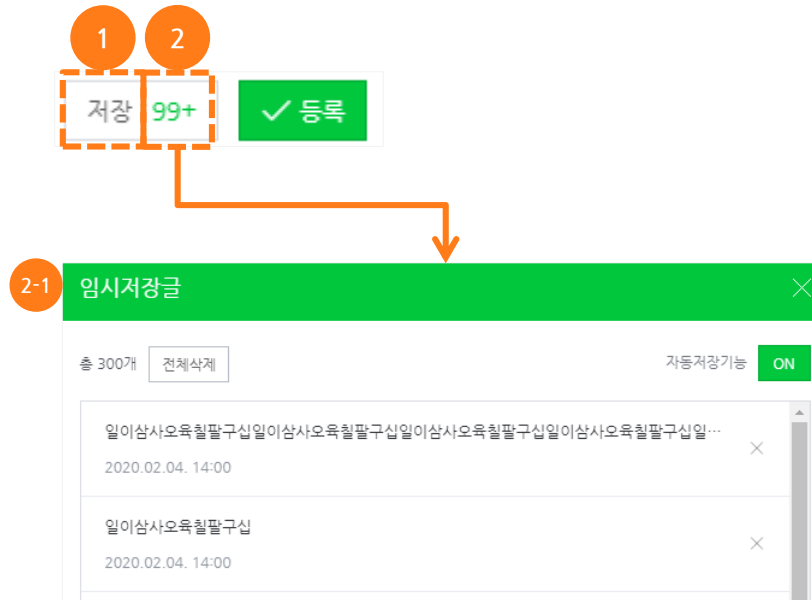 1 2
저장 99+ 등록
2-1 임시저장글
총 300개 전체삭제 자동저장기능 ON
일이삼사오육칠팔구십일이삼사오육칠팔구십일이삼사오육칠팔구십일이삼사오육칠팔구십일…
2020.02.04. 14:00
일이삼사오육칠팔구십
2020.02.04. 14:00